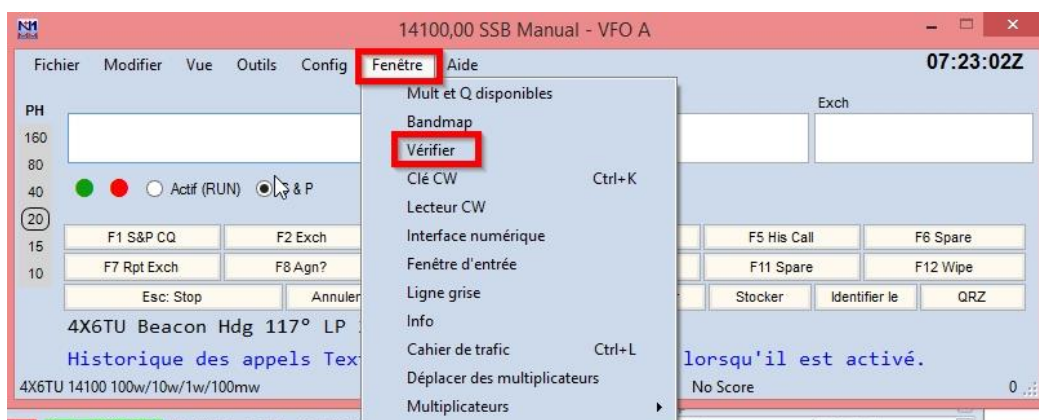 N1
14100,00 SSB Manual - VFO A
Fichier Modifier Vue Outils Config Fenêtre Aide 07:23:02Z
Mult et Q disponibles
Bandmap
Vérifier
Clé CW Ctrl+K
Lecteur CW
Interface numérique
Fenêtre d'entrée
Ligne grise
Info
Cahier de trafic Ctrl+L
Déplacer des multiplicateurs
Multiplicateurs
PH
160
80
40
20
15
10
Exch
Actif (RUN) S & P
F1 S&P CQ F2 Exch F5 His Call F6 Spare
F7 Rpt Exch F8 Agn? F11 Spare F12 Wipe
Esc: Stop Annuler Stocker Identifier le QRZ
4X6TU Beacon Hdg 117° LP
Historique des appels Tex lorsqu'il est activé.
4X6TU 14100 100w/10w/1w/100mw No Score 0